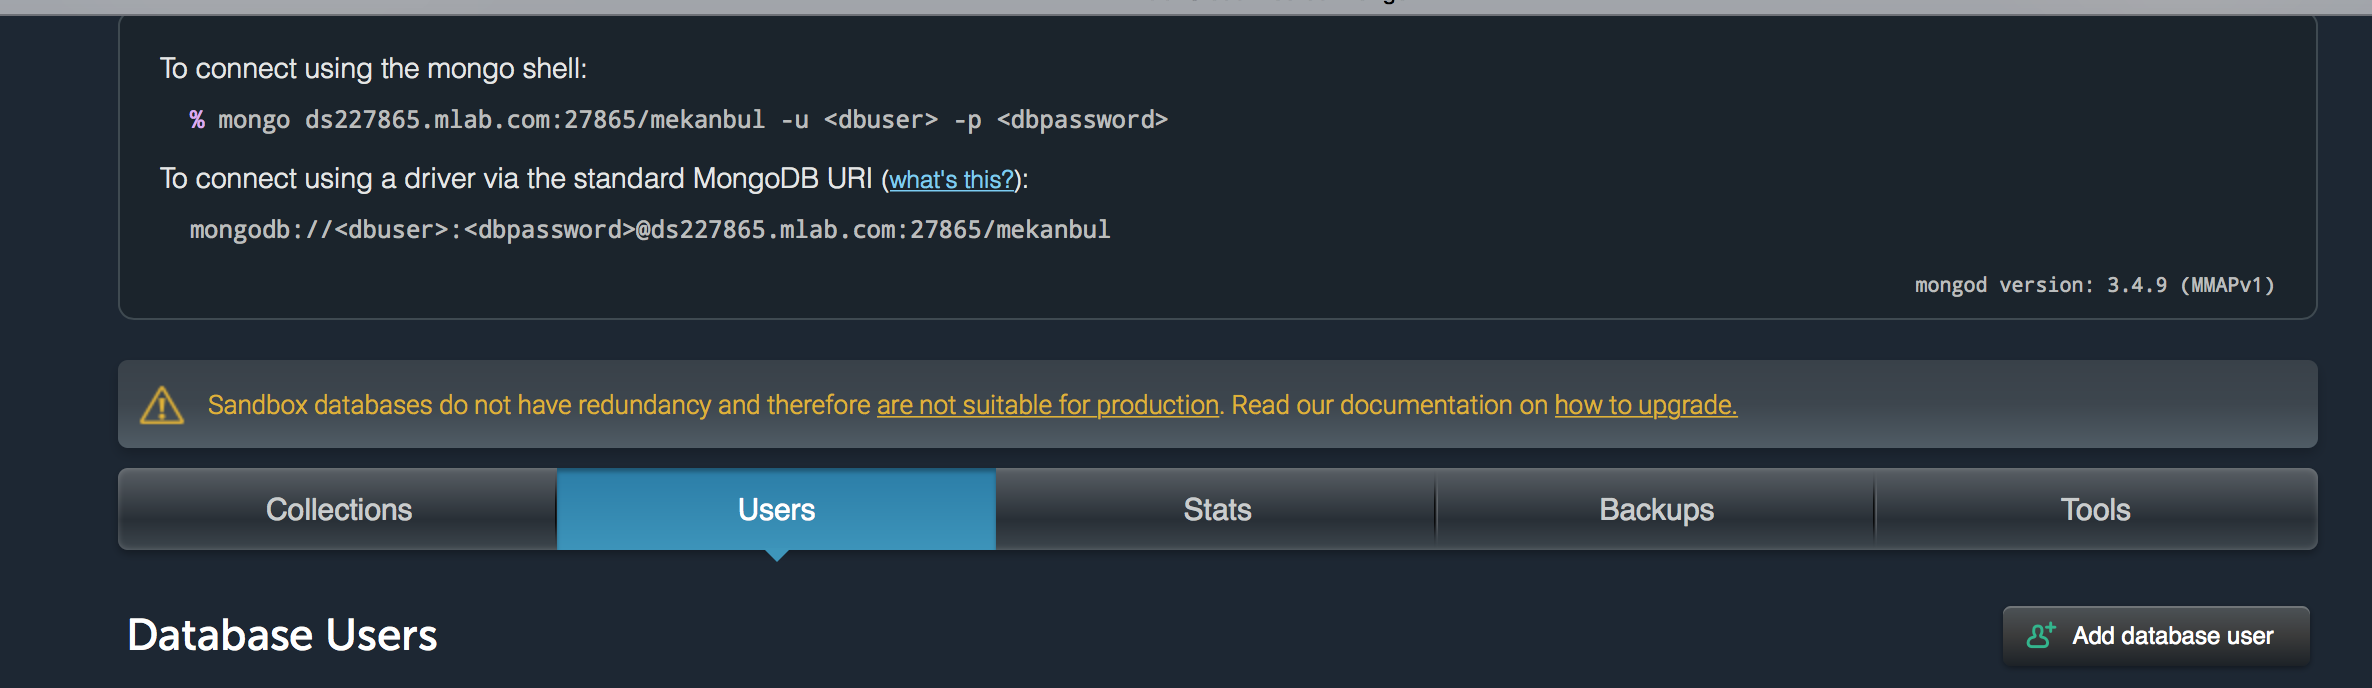 To connect using the mongo shell:
% mongo ds227865.mlab.com:27865/mekanbul -u <dbuser> -p <dbpassword>
To connect using a driver via the standard MongoDB URI (what's this?):
mongodb://<dbuser>:<dbpassword>@ds227865.mlab.com:27865/mekanbul
mongod version: 3.4.9 (MMAPv1)
Sandbox databases do not have redundancy and therefore are not suitable for production. Read our documentation on how to upgrade.
Collections Users Stats Backups Tools
Database Users Add database user